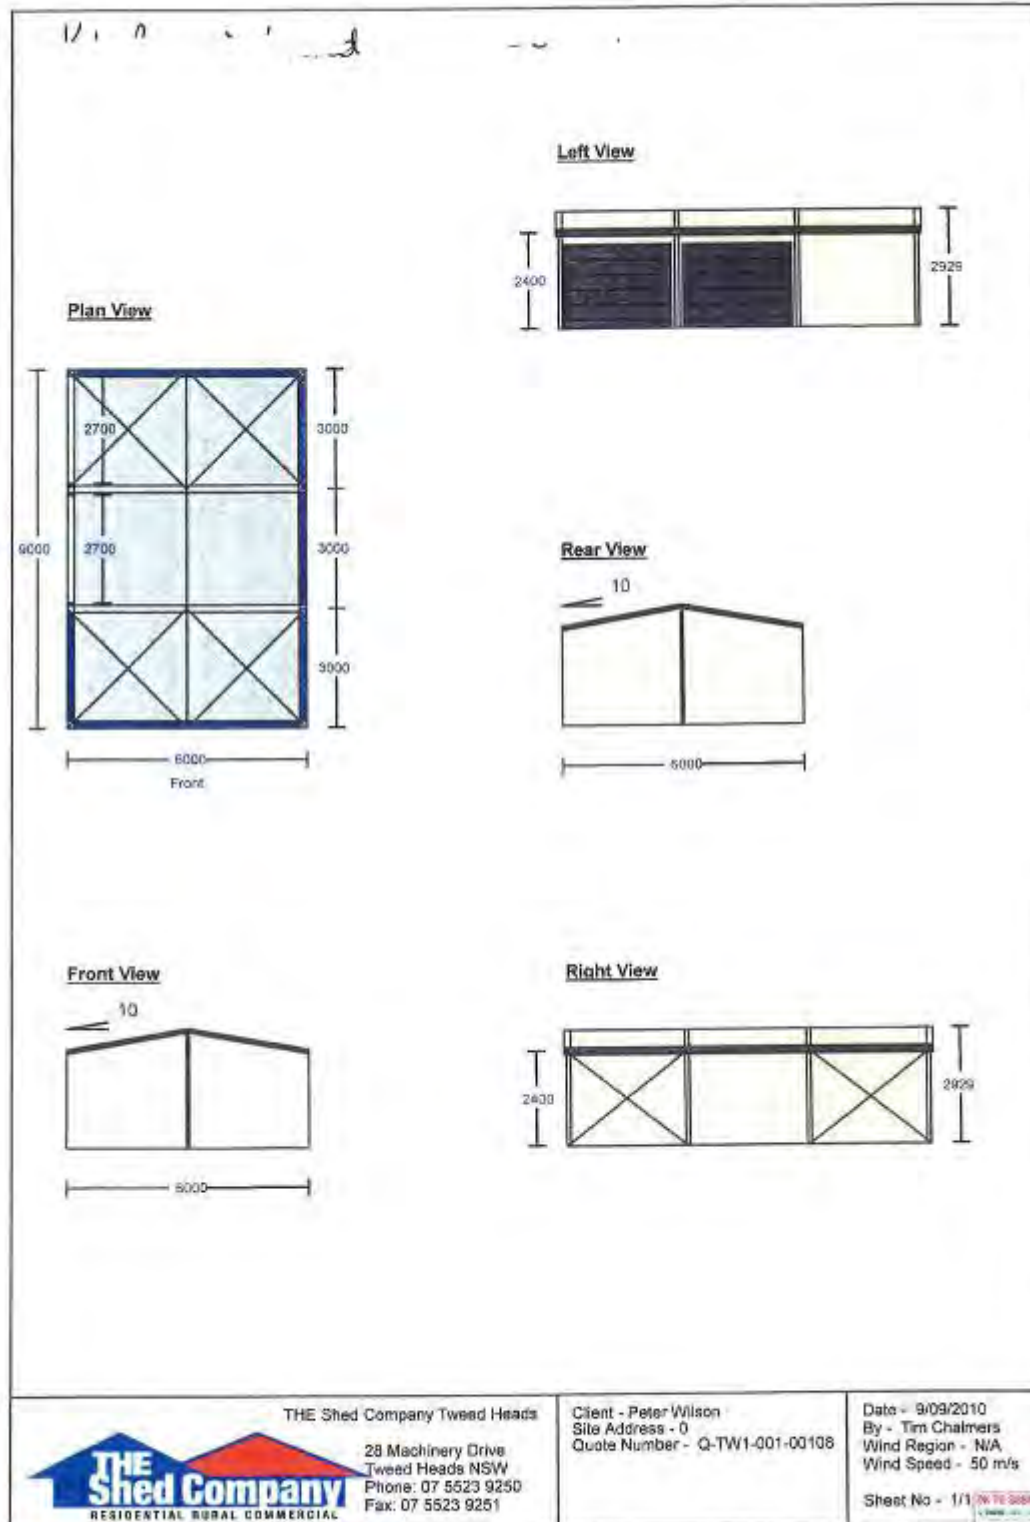 Left View
2400
2929
Plan View
2700
3000
9000
2700
3000
3000
6000
Front
Rear View
10
6000
Front View
10
6000
Right View
2400
2929
THE Shed Company Tweed Heads
28 Machinery Drive
Tweed Heads NSW
Phone: 07 5523 9250
Fax: 07 5523 9251
THE
Shed Company
RESIDENTIAL RURAL COMMERCIAL
Client - Peter Wilson
Site Address - 0
Quote Number - Q-TW1-001-00108
Date - 9/09/2010
By - Tim Chalmers
Wind Region - N/A
Wind Speed - 50 m/s
Sheet No - 1/1